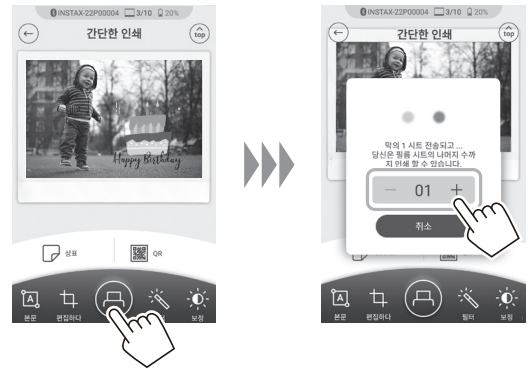 INSTAX-22P00004 3/10 20%
간단한 인쇄
top
Happy Birthday
상표
QR
A
본문
편집하다
보정
INSTAX-22P00004 3/10 20%
간단한 인쇄
top
막의 1 시트 전송되고 ...
당신은 필름 시트의 나머지 수까
지 인쇄 할 수 있습니다.
− 01 +
취소
A
본문
편집하다
필터
보정